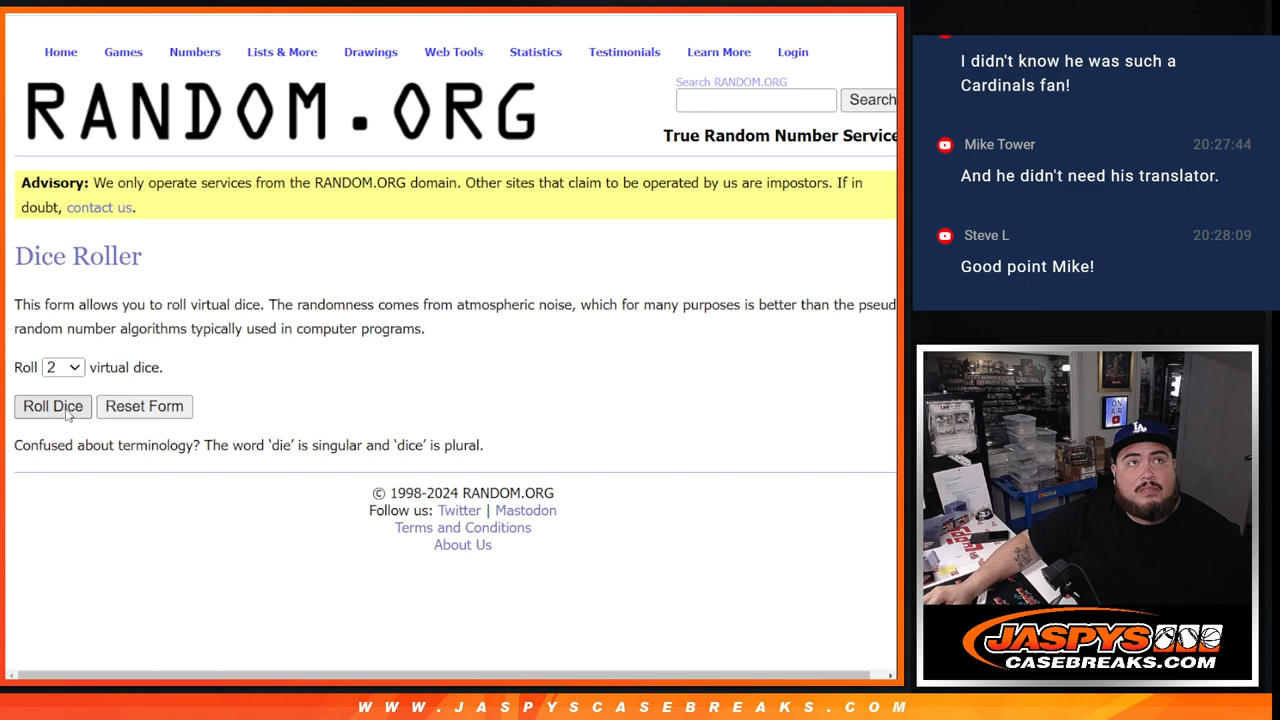 Home Games Numbers Lists & More Drawings Web Tools Statistics Testimonials Learn More Login
RANDOM.ORG
Search RANDOM.ORG
Search
True Random Number Service
Advisory: We only operate services from the RANDOM.ORG domain. Other sites that claim to be operated by us are impostors. If in
doubt, contact us.
Dice Roller
This form allows you to roll virtual dice. The randomness comes from atmospheric noise, which for many purposes is better than the pseud
random number algorithms typically used in computer programs.
Roll 2 virtual dice.
Roll Dice Reset Form
Confused about terminology? The word ‘die’ is singular and ‘dice’ is plural.
© 1998-2024 RANDOM.ORG
Follow us: Twitter | Mastodon
Terms and Conditions
About Us
I didn't know he was such a
Cardinals fan!
Mike Tower 20:27:44
And he didn't need his translator.
Steve L 20:28:09
Good point Mike!
ON
AR
LA
JASPYS
CASEBREAKS.COM
WWW.JASPYSCASEBREAKS.COM